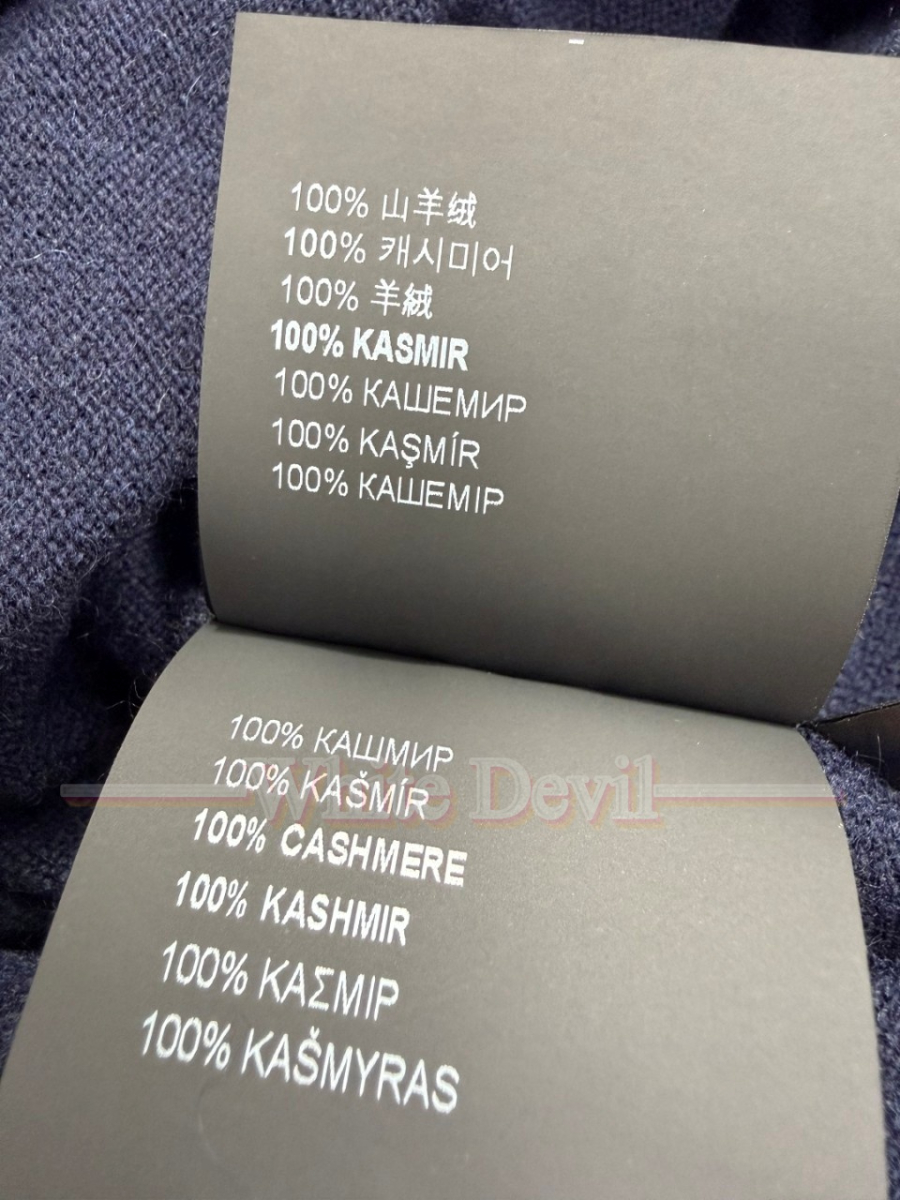 100% 山羊绒
100% 캐시미어
100% 羊絨
100% KASMIR
100% КАШЕМИР
100% KAŞMÍR
100% КАШЕМІР
100% КАШМИР
100% KAŠMÍR
White Devil
100% CASHMERE
100% KASHMIR
100% ΚΑΣΜΙΡ
100% KAŠMYRAS